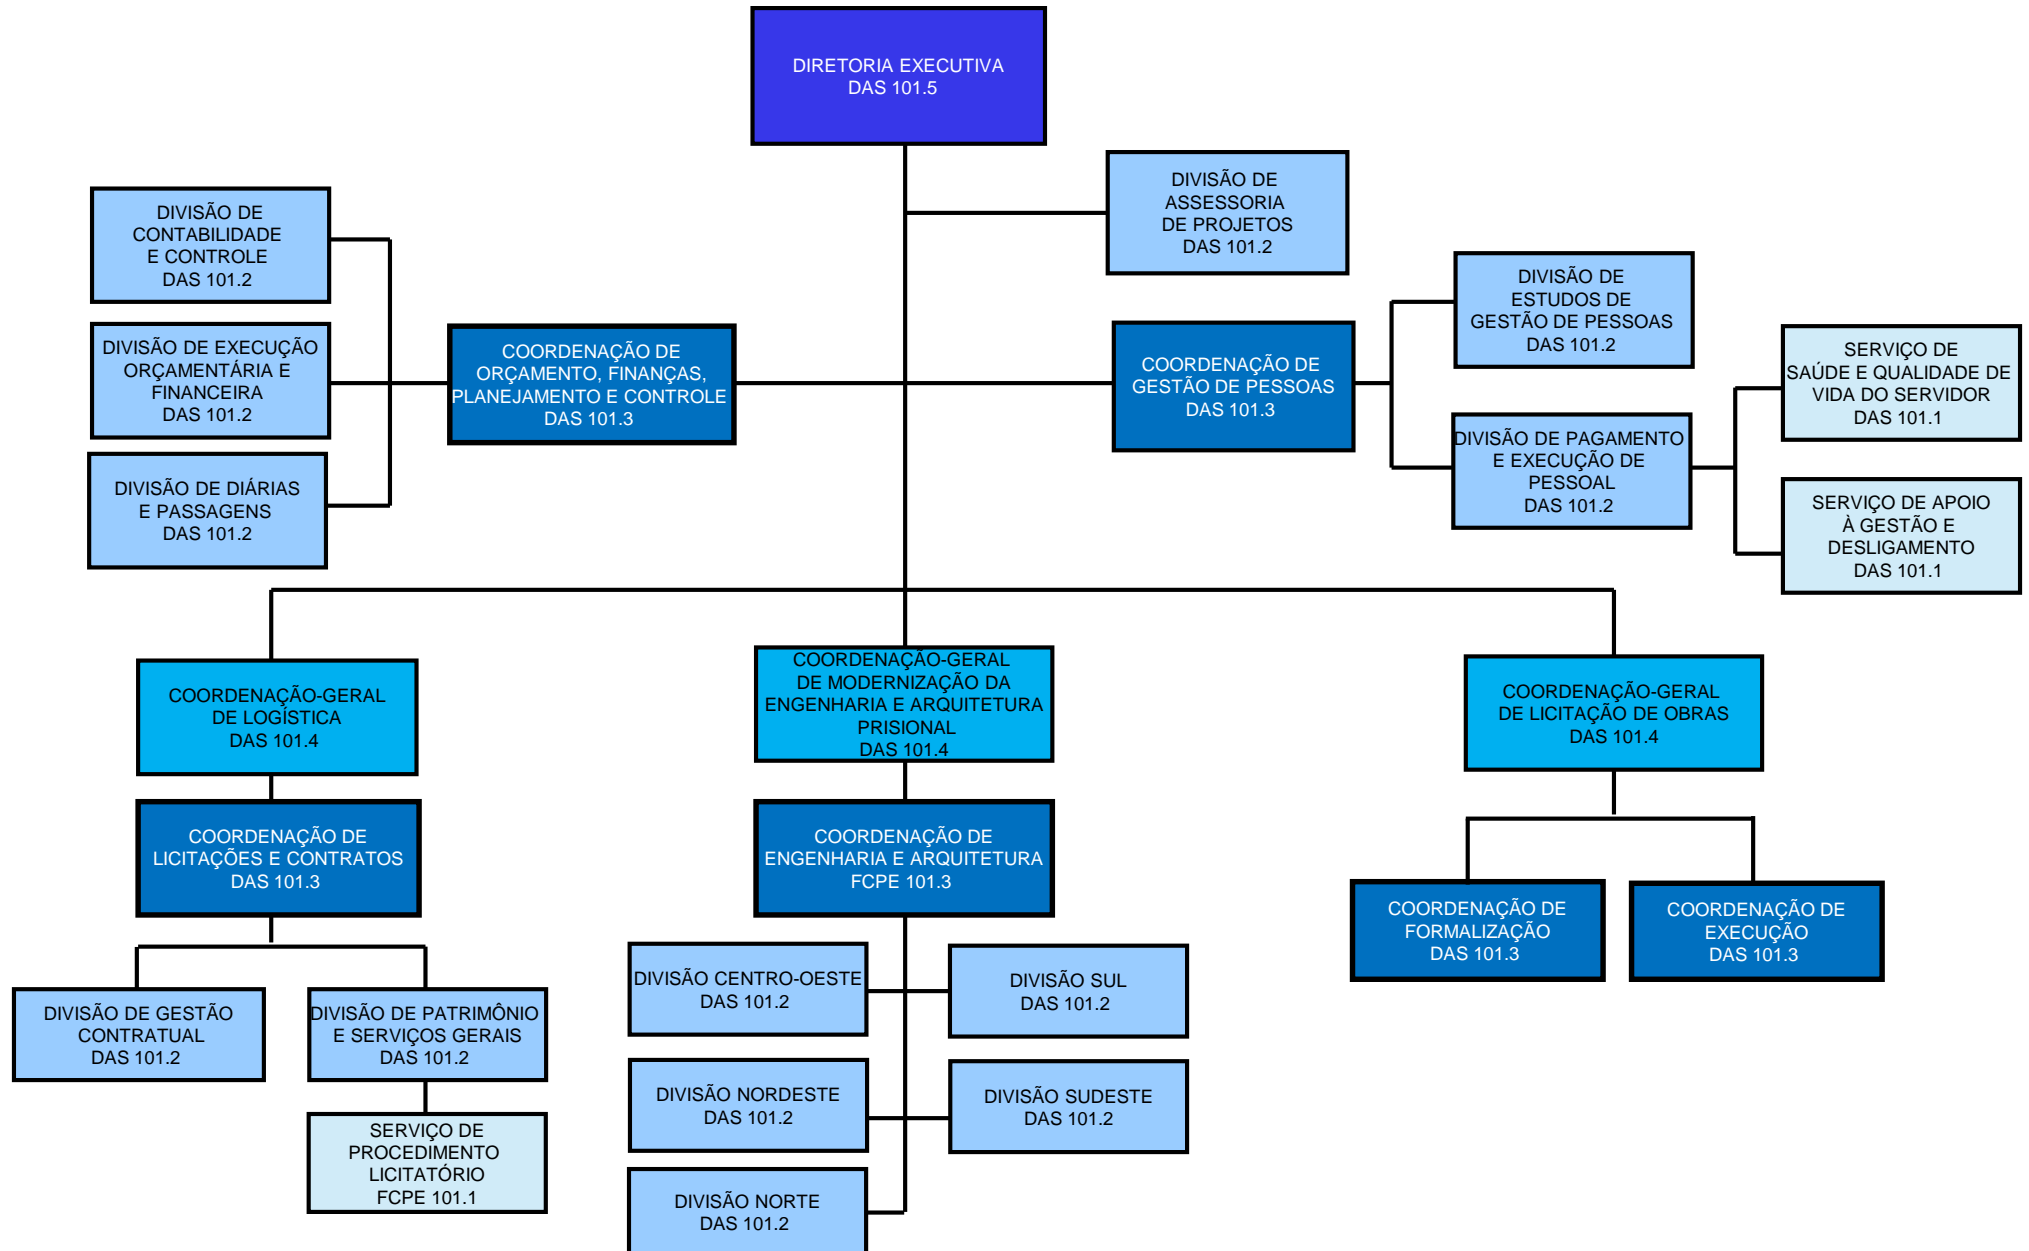 DIRETORIA EXECUTIVA
DAS 101.5
DIVISÃO DE
ASSESSORIA
DE PROJETOS
DAS 101.2
DIVISÃO DE
CONTABILIDADE
E CONTROLE
DAS 101.2
DIVISÃO DE EXECUÇÃO
ORÇAMENTÁRIA E
FINANCEIRA
DAS 101.2
DIVISÃO DE DIÁRIAS
E PASSAGENS
DAS 101.2
COORDENAÇÃO DE
ORÇAMENTO, FINANÇAS,
PLANEJAMENTO E CONTROLE
DAS 101.3
COORDENAÇÃO DE
GESTÃO DE PESSOAS
DAS 101.3
DIVISÃO DE
ESTUDOS DE
GESTÃO DE PESSOAS
DAS 101.2
DIVISÃO DE PAGAMENTO
E EXECUÇÃO DE
PESSOAL
DAS 101.2
SERVIÇO DE
SAÚDE E QUALIDADE DE
VIDA DO SERVIDOR
DAS 101.1
SERVIÇO DE APOIO
À GESTÃO E
DESLIGAMENTO
DAS 101.1
COORDENAÇÃO-GERAL
DE LOGÍSTICA
DAS 101.4
COORDENAÇÃO-GERAL
DE MODERNIZAÇÃO DA
ENGENHARIA E ARQUITETURA
PRISIONAL
DAS 101.4
COORDENAÇÃO-GERAL
DE LICITAÇÃO DE OBRAS
DAS 101.4
COORDENAÇÃO DE
LICITAÇÕES E CONTRATOS
DAS 101.3
COORDENAÇÃO DE
ENGENHARIA E ARQUITETURA
FCPE 101.3
COORDENAÇÃO DE
FORMALIZAÇÃO
DAS 101.3
COORDENAÇÃO DE
EXECUÇÃO
DAS 101.3
DIVISÃO DE GESTÃO
CONTRATUAL
DAS 101.2
DIVISÃO DE PATRIMÔNIO
E SERVIÇOS GERAIS
DAS 101.2
SERVIÇO DE
PROCEDIMENTO
LICITATÓRIO
FCPE 101.1
DIVISÃO CENTRO-OESTE
DAS 101.2
DIVISÃO SUL
DAS 101.2
DIVISÃO NORDESTE
DAS 101.2
DIVISÃO SUDESTE
DAS 101.2
DIVISÃO NORTE
DAS 101.2